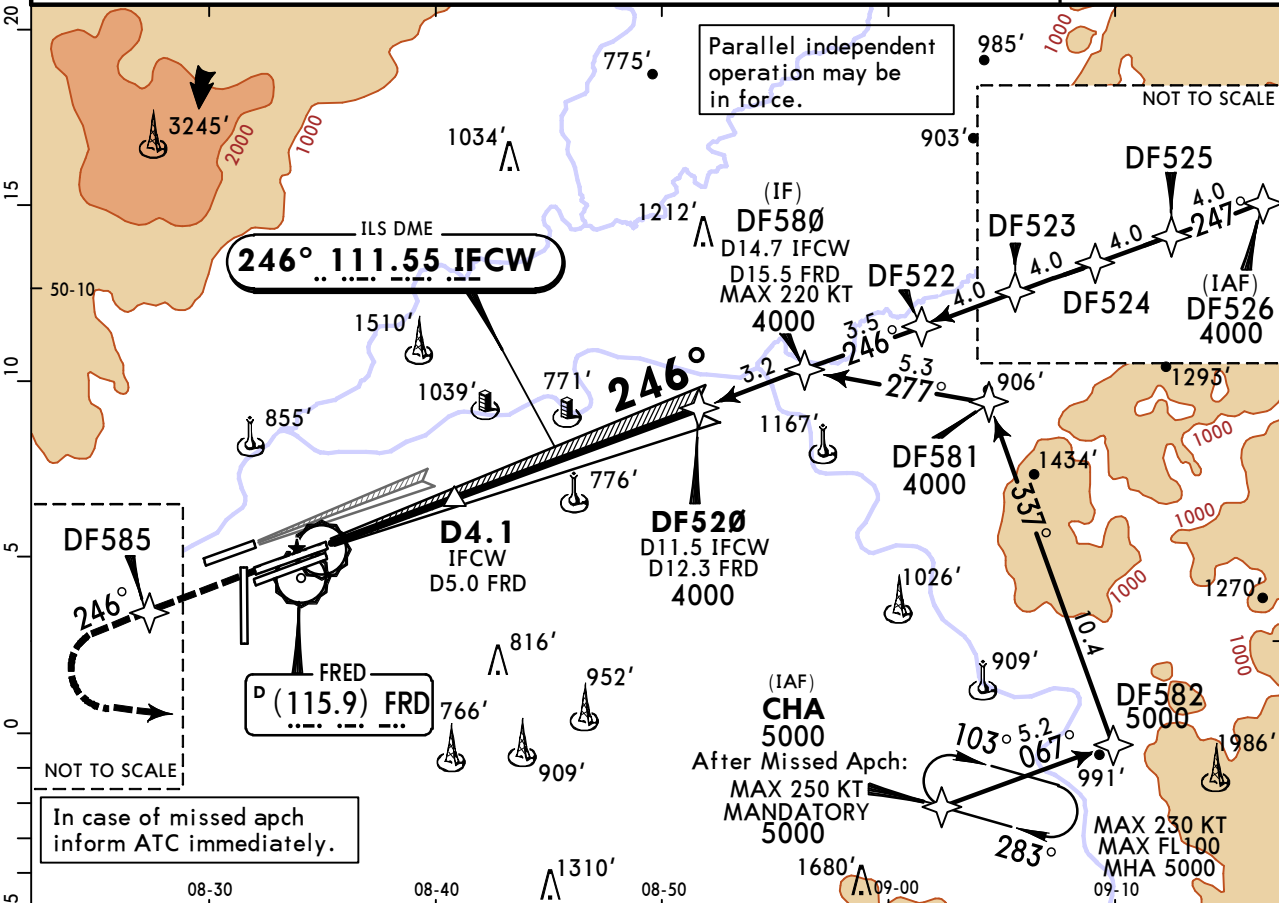 20
15
10
5
0
5
50-10
08-30
08-40
08-50
09-00
09-10
Parallel independent
operation may be
in force.
775'
985'
1000
NOT TO SCALE
903'
3245'
2000
1000
1034'
1212'
ILS DME
246° 111.55 IFCW
(IF)
DF58Ø
D14.7 IFCW
D15.5 FRD
MAX 220 KT
4000
DF522
DF523
DF524
DF525
(IAF)
DF526
4000
4.0
247°
4.0
4.0
4.0
3.5
246°
3.2
5.3
277°
906'
DF581
4000
1293'
1000
1434'
337°
1000
1000
1270'
1000
10.4
1510'
1039'
771'
246°
855'
776'
1167'
D4.1
IFCW
D5.0 FRD
DF52Ø
D11.5 IFCW
D12.3 FRD
4000
DF585
246°
NOT TO SCALE
FRED
D (115.9) FRD
816'
952'
766'
909'
1026'
909'
(IAF)
CHA
5000
After Missed Apch:
MAX 250 KT
MANDATORY
5000
103°
5.2
067°
283°
DF582
5000
991'
1986'
MAX 230 KT
MAX FL100
MHA 5000
1310'
1680'
In case of missed apch
inform ATC immediately.